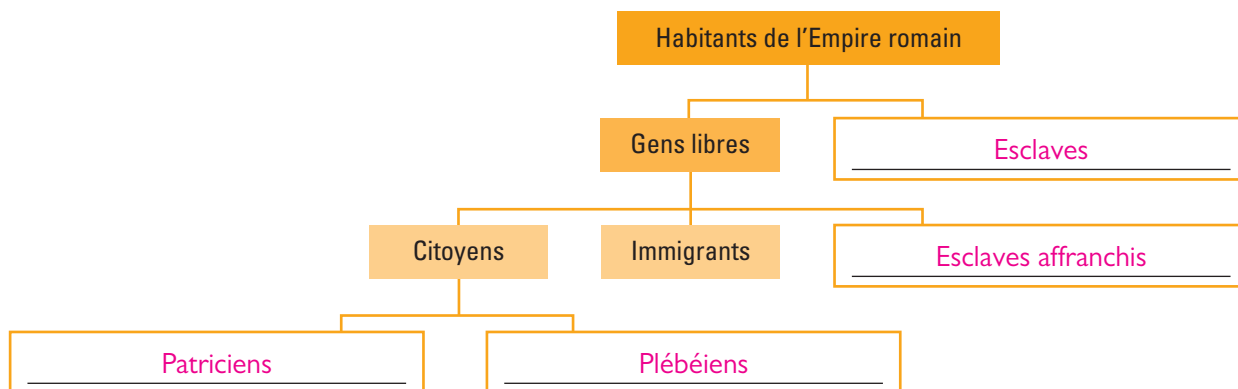 Habitants de l'Empire romain
Gens libres
Esclaves
Citoyens
Immigrants
Esclaves affranchis
Patriciens
Plébéiens